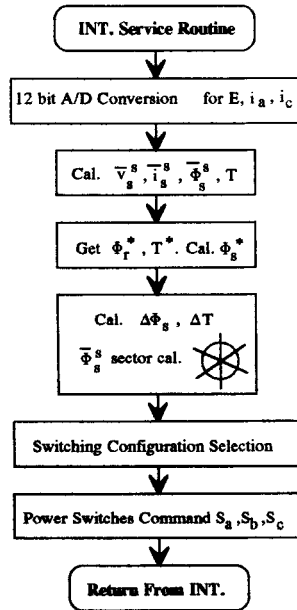 INT. Service Routine
12 bit A/D Conversion for E, i_a, i_c
Cal. v̅_s^s, i̅_s^s, Φ̅_s^s, T
Get Φ_r^*, T^*. Cal. Φ_s^*
Cal. ΔΦ_s, ΔT
Φ̅_s^s sector cal.
Switching Configuration Selection
Power Switches Command S_a, S_b, S_c
Return From INT.